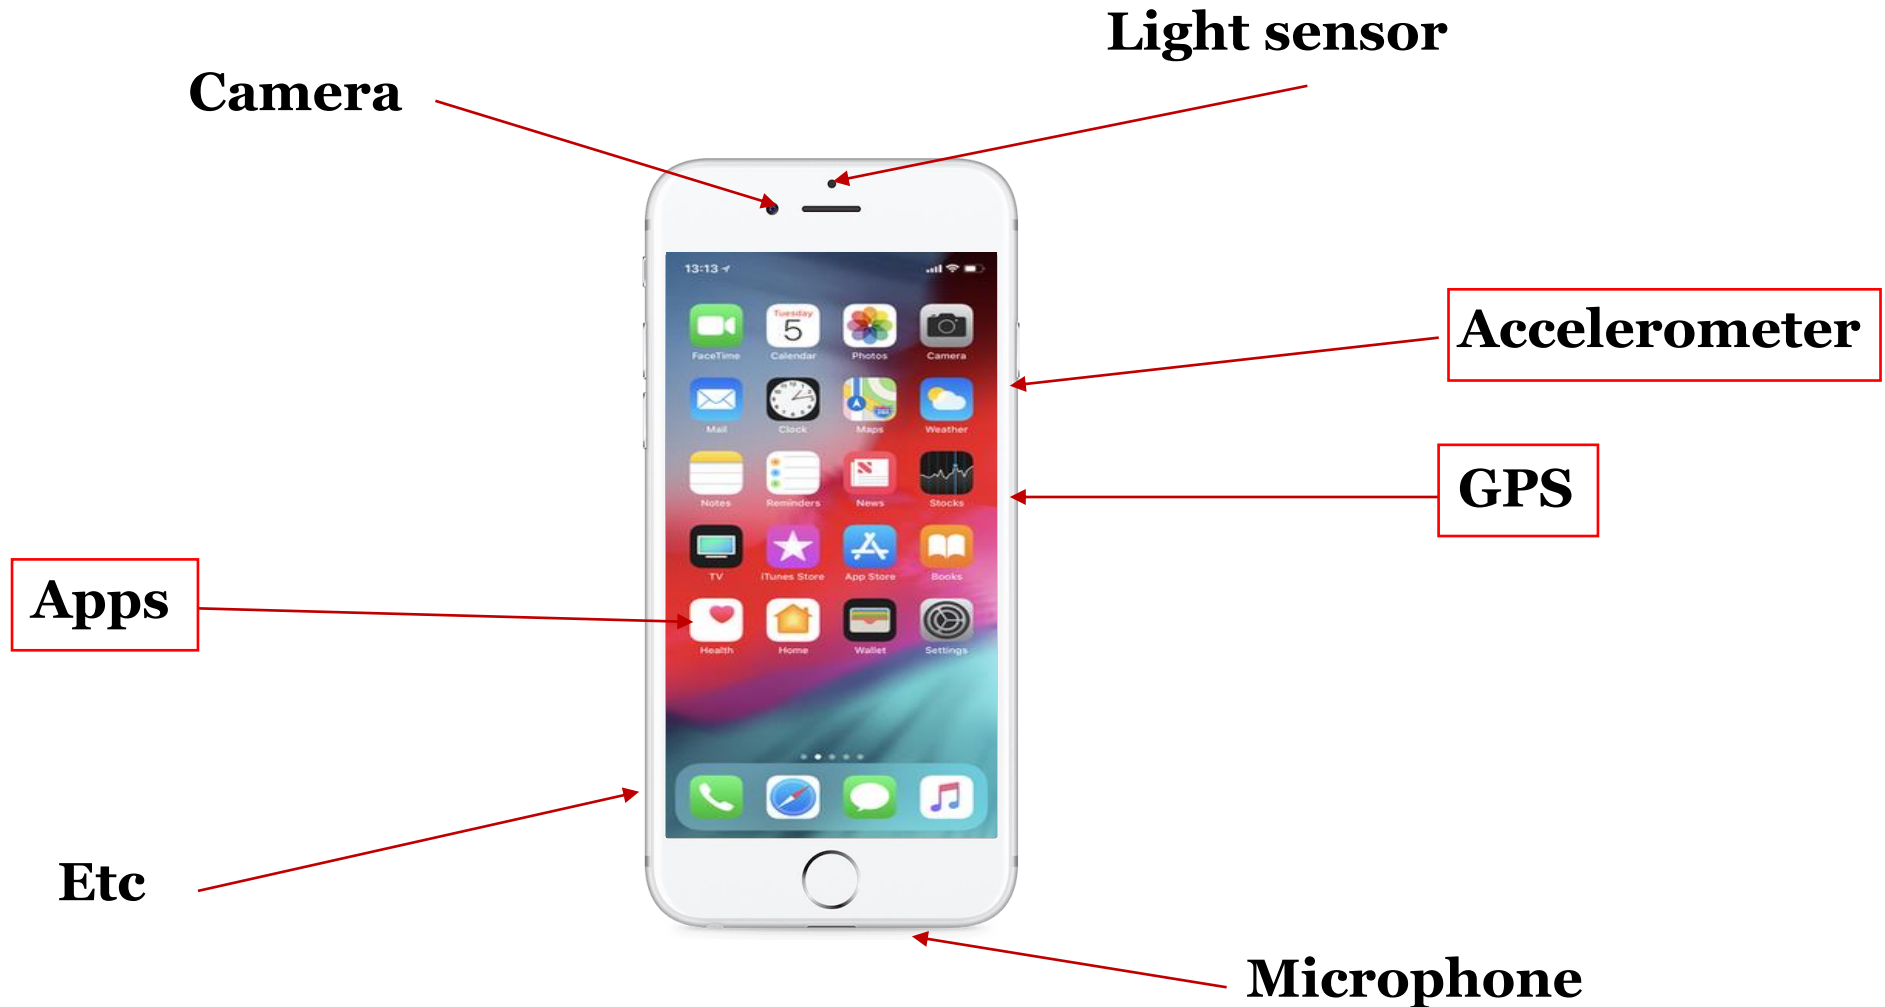 Light sensor
Camera
13:13
Tuesday
5
FaceTime
Calendar
Photos
Camera
Accelerometer
Mail
Clock
Maps
Weather
GPS
Notes
Reminders
News
Stocks
TV
iTunes Store
App Store
Books
Apps
Health
Home
Wallet
Settings
Etc
Microphone